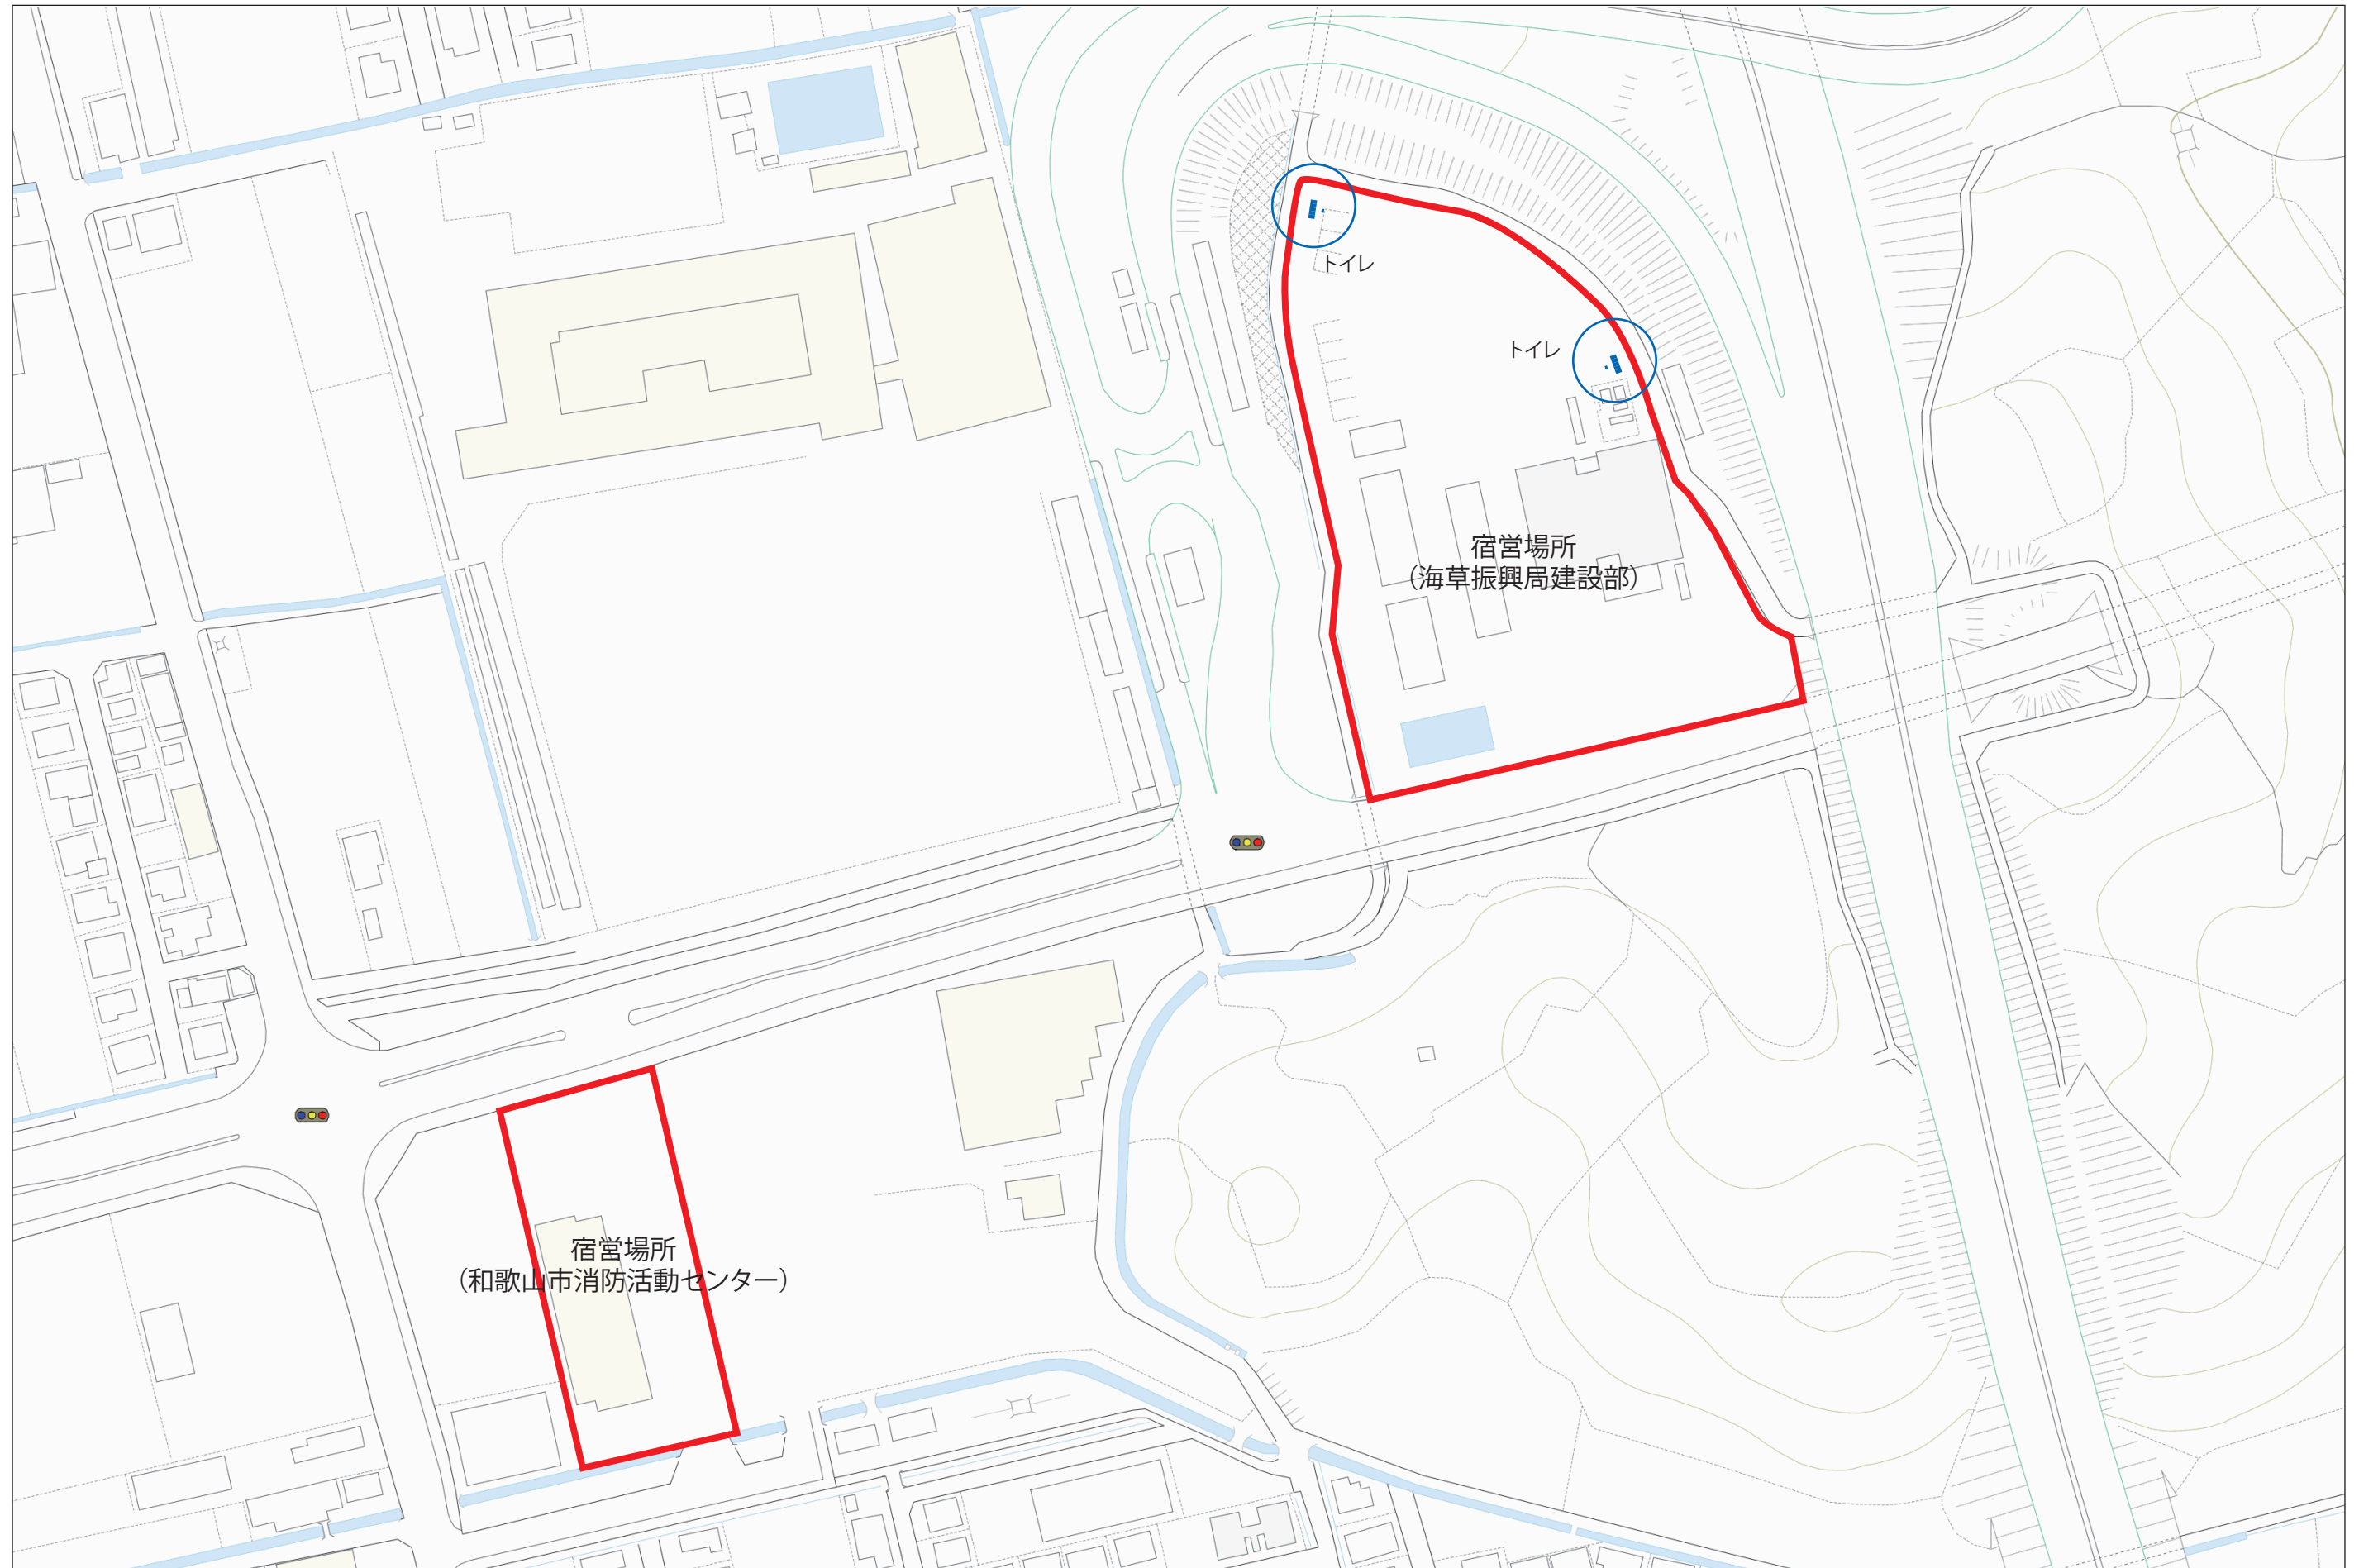 トイレ
トイレ
宿営場所
（海草振興局建設部）
宿営場所
（和歌山市消防活動センター）